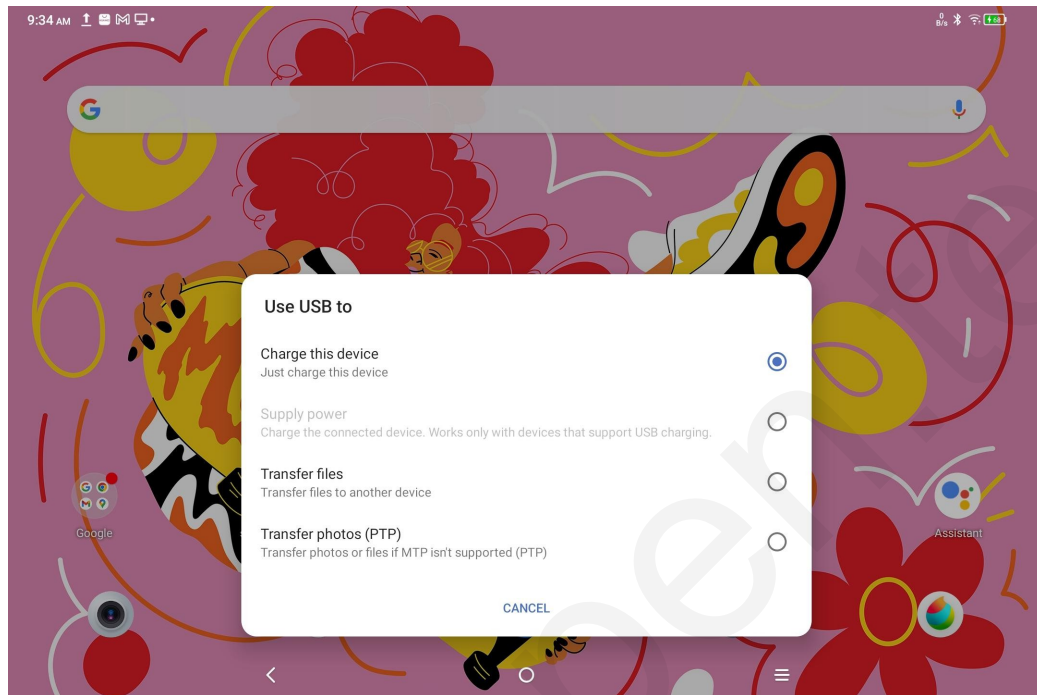 9:34 AM
0
B/s
68
Use USB to
Charge this device
Just charge this device
Supply power
Charge the connected device. Works only with devices that support USB charging.
Transfer files
Transfer files to another device
Transfer photos (PTP)
Transfer photos or files if MTP isn't supported (PTP)
Google
Assistant
CANCEL